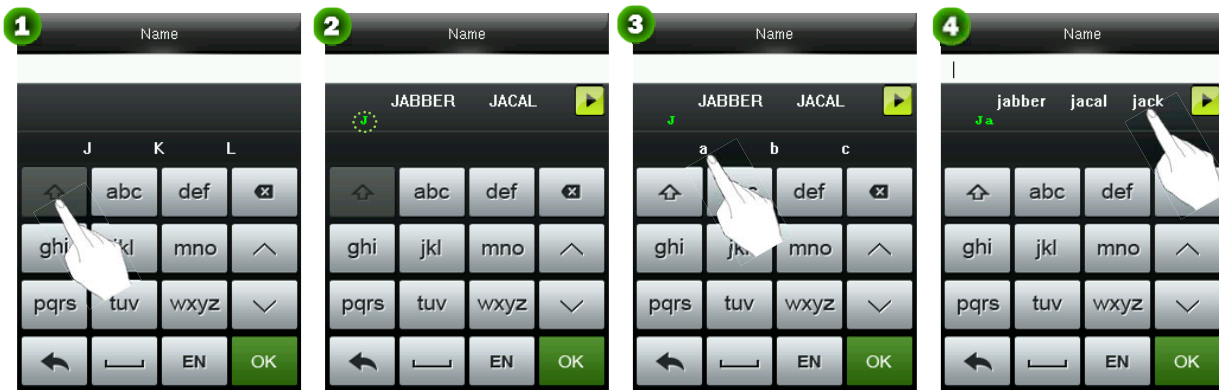 1
Name
J K L
abc def
ghi mno
pqrs tuv wxyz
EN OK
2
Name
JABBER JACAL
J
abc def
ghi jkl mno
pqrs tuv wxyz
EN OK
3
Name
JABBER JACAL
J
a b c
def
ghi mno
pqrs tuv wxyz
EN OK
4
Name
jabber jacal jack
Ja
abc def
ghi jkl mno
pqrs tuv wxyz
EN OK